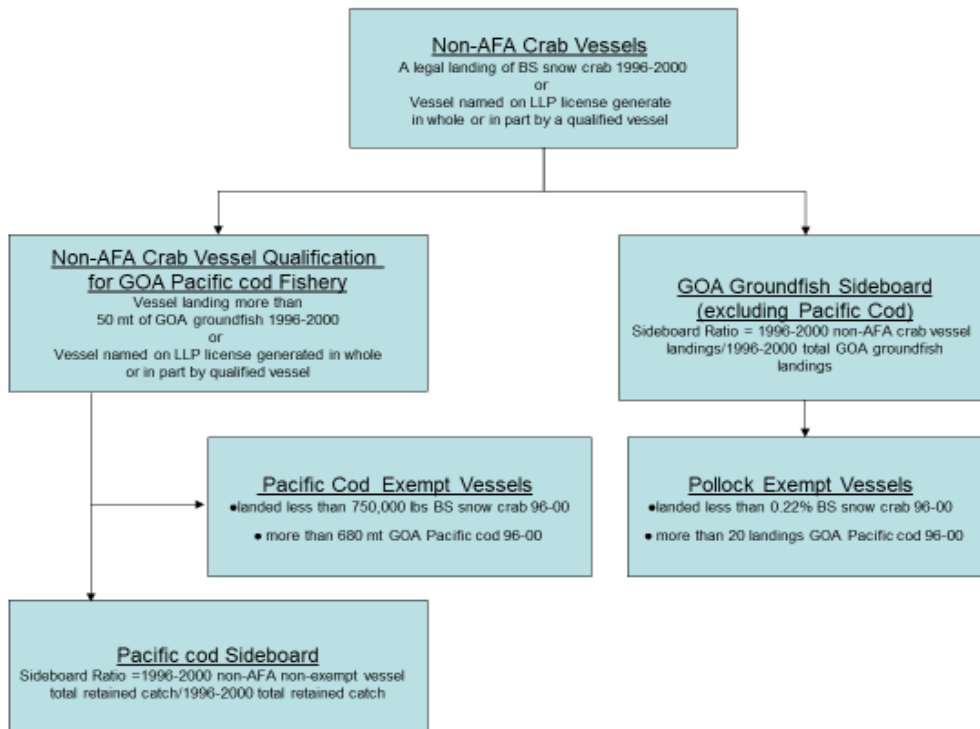 Non-AFA Crab Vessels
A legal landing of BS snow crab 1996-2000
or
Vessel named on LLP license generate
in whole or in part by a qualified vessel
Non-AFA Crab Vessel Qualification
for GOA Pacific cod Fishery
Vessel landing more than
50 mt of GOA groundfish 1996-2000
or
Vessel named on LLP license generated in whole
or in part by qualified vessel
GOA Groundfish Sideboard
(excluding Pacific Cod)
Sideboard Ratio = 1996-2000 non-AFA crab vessel
landings/1996-2000 total GOA groundfish
landings
Pacific Cod Exempt Vessels
●landed less than 750,000 lbs BS snow crab 96-00
● more than 680 mt GOA Pacific cod 96-00
Pollock Exempt Vessels
●landed less than 0.22% BS snow crab 96-00
● more than 20 landings GOA Pacific cod 96-00
Pacific cod Sideboard
Sideboard Ratio =1996-2000 non-AFA non-exempt vessel
total retained catch/1996-2000 total retained catch